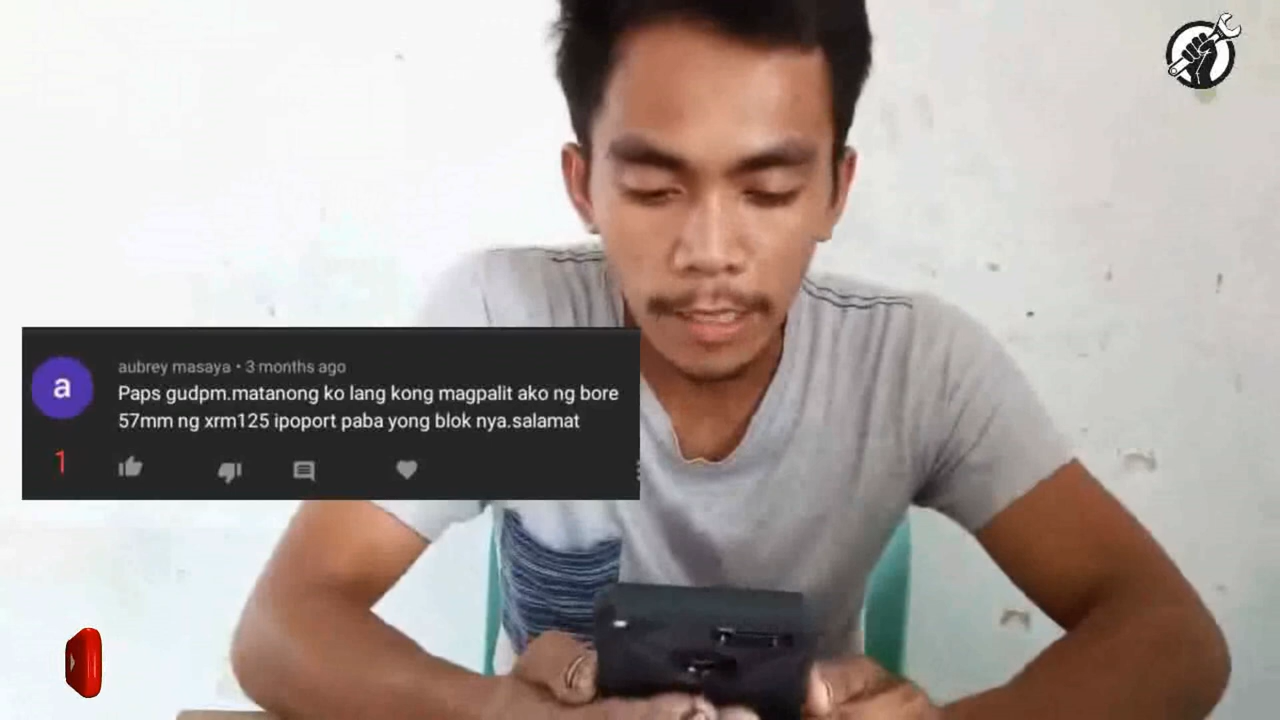 aubrey masaya • 3 months ago
a
Paps gudpm.matanong ko lang kong magpalit ako ng bore
57mm ng xrm125 ipoport paba yong blok nya.salamat
1